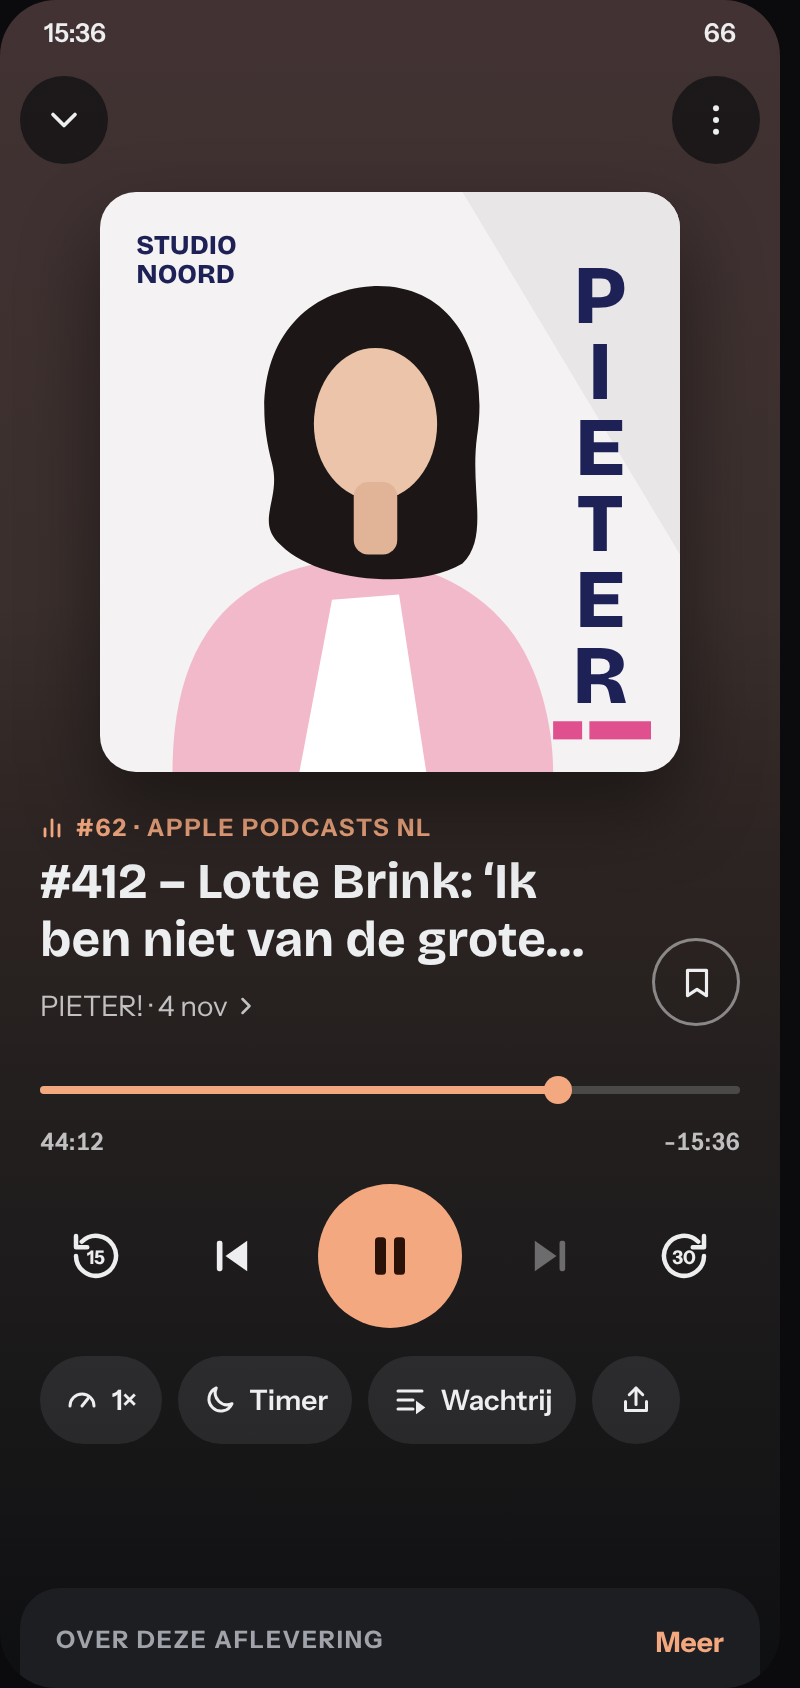 15:36
66
STUDIO
NOORD
PIETER
#62 · APPLE PODCASTS NL
#412 – Lotte Brink: ‘Ik
ben niet van de grote...
PIETER! · 4 nov
44:12
-15:36
15
30
1×
Timer
Wachtrij
OVER DEZE AFLEVERING
Meer